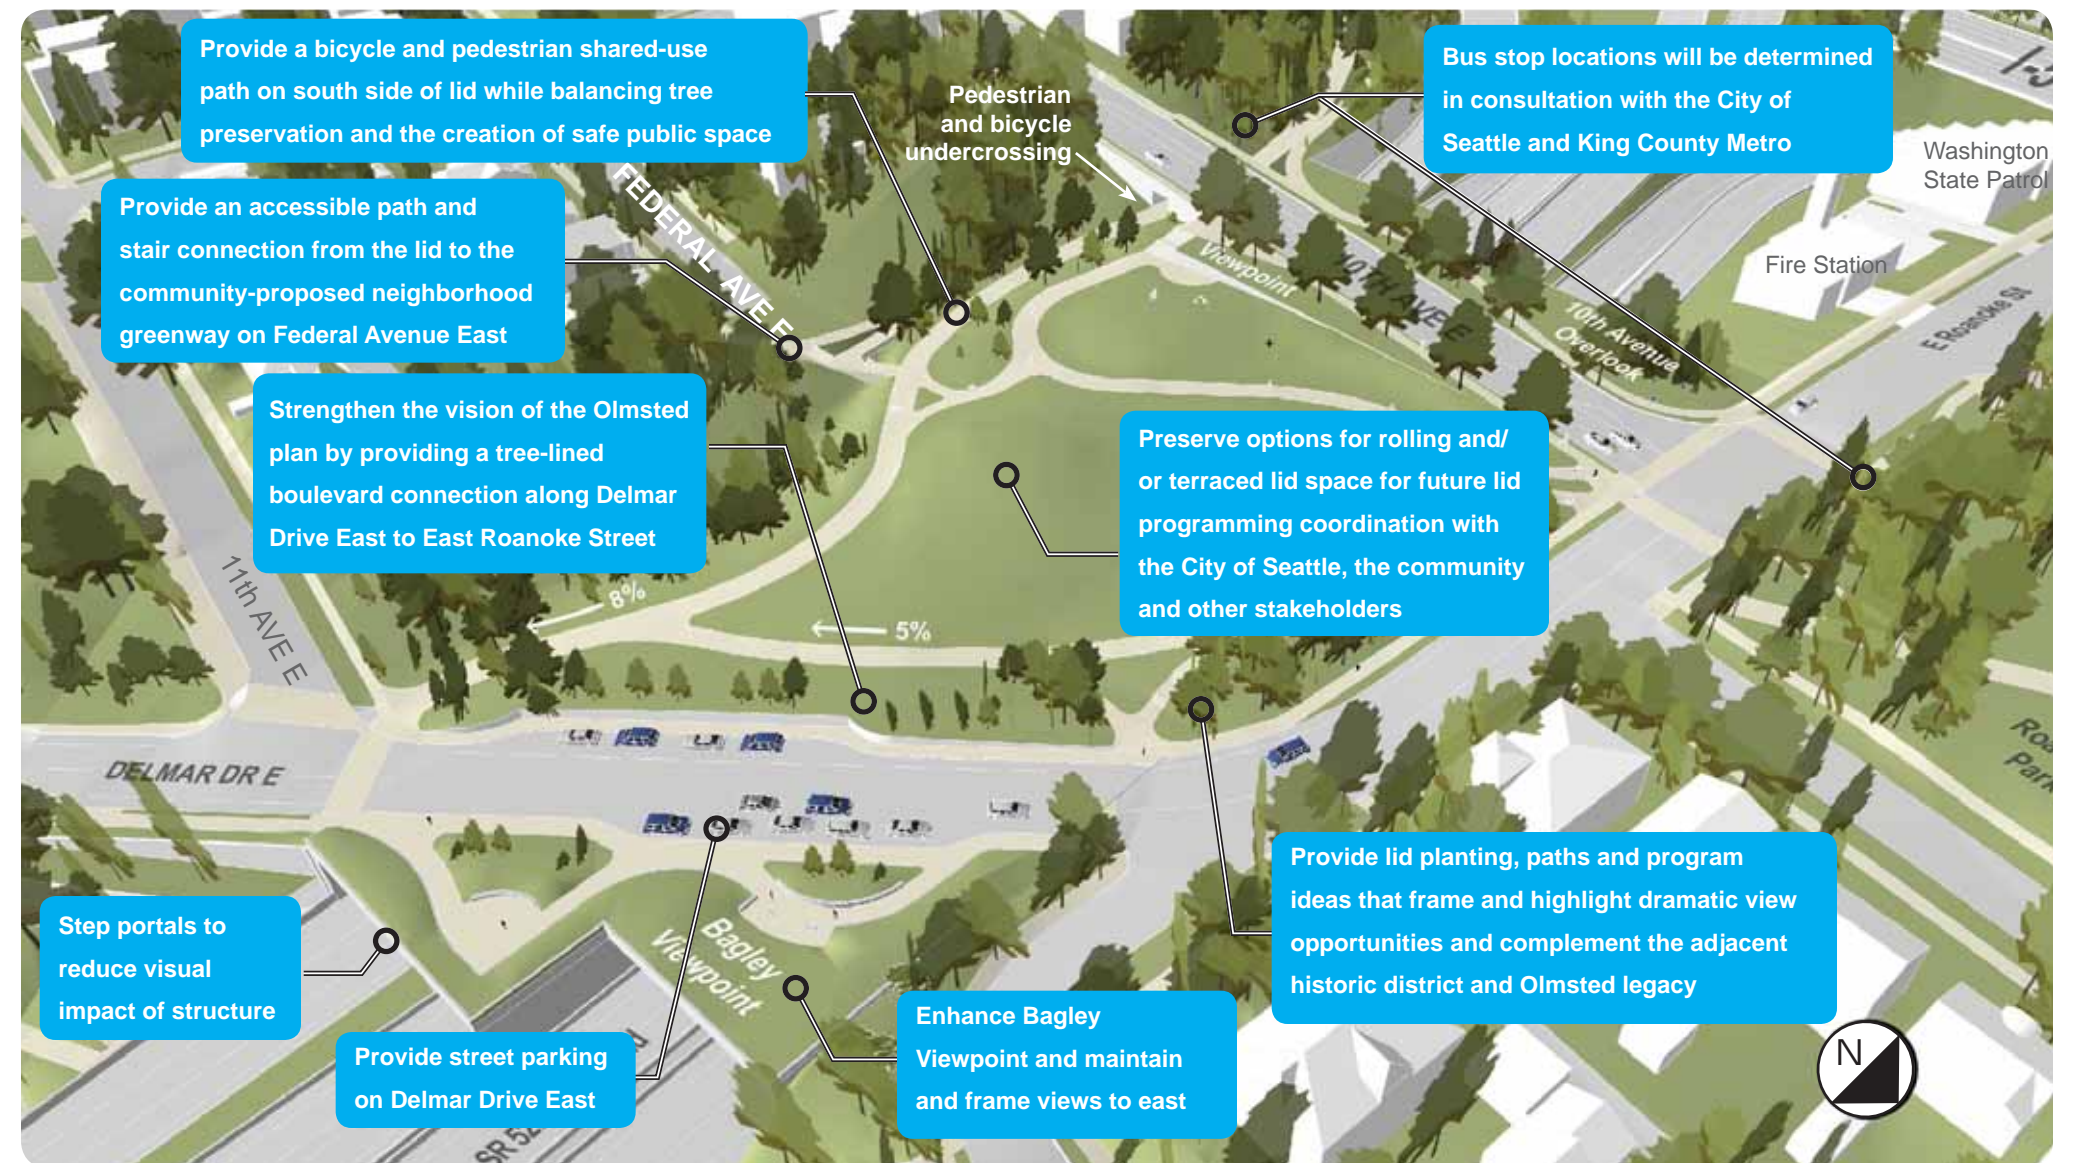 Provide a bicycle and pedestrian shared-use
path on south side of lid while balancing tree
preservation and the creation of safe public space
Pedestrian
and bicycle
undercrossing
Bus stop locations will be determined
in consultation with the City of
Seattle and King County Metro
I-5
Washington
State Patrol
Fire Station
Provide an accessible path and
stair connection from the lid to the
community-proposed neighborhood
greenway on Federal Avenue East
FEDERAL AVE E
Viewpoint
10TH AVE E
10th Avenue
Overlook
E Roanoke St
Strengthen the vision of the Olmsted
plan by providing a tree-lined
boulevard connection along Delmar
Drive East to East Roanoke Street
Preserve options for rolling and/
or terraced lid space for future lid
programming coordination with
the City of Seattle, the community
and other stakeholders
11th AVE E
8%
5%
DELMAR DR E
Provide lid planting, paths and program
ideas that frame and highlight dramatic view
opportunities and complement the adjacent
historic district and Olmsted legacy
Step portals to
reduce visual
impact of structure
Bagley
Viewpoint
Enhance Bagley
Viewpoint and maintain
and frame views to east
Provide street parking
on Delmar Drive East
N